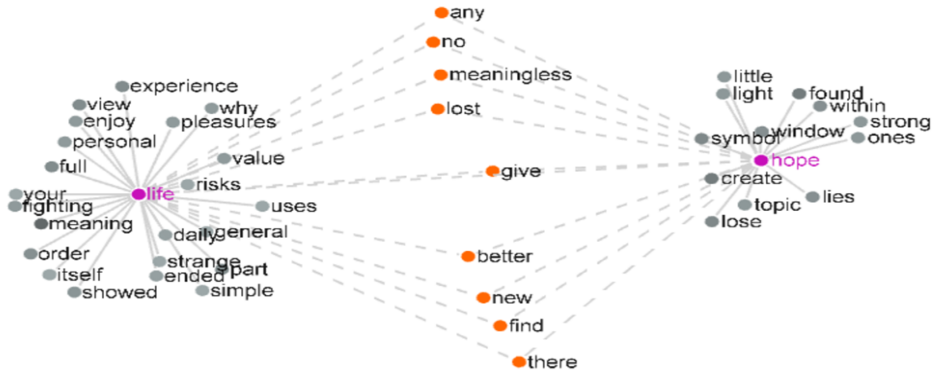 any
no
meaningless
lost
give
better
new
find
there
experience
view
why
enjoy
pleasures
personal
value
full
risks
your
life
fighting
uses
meaning
daily
general
order
strange
part
itself
ended
showed
simple
little
light
found
within
strong
symbol
window
ones
hope
create
lies
topic
lose